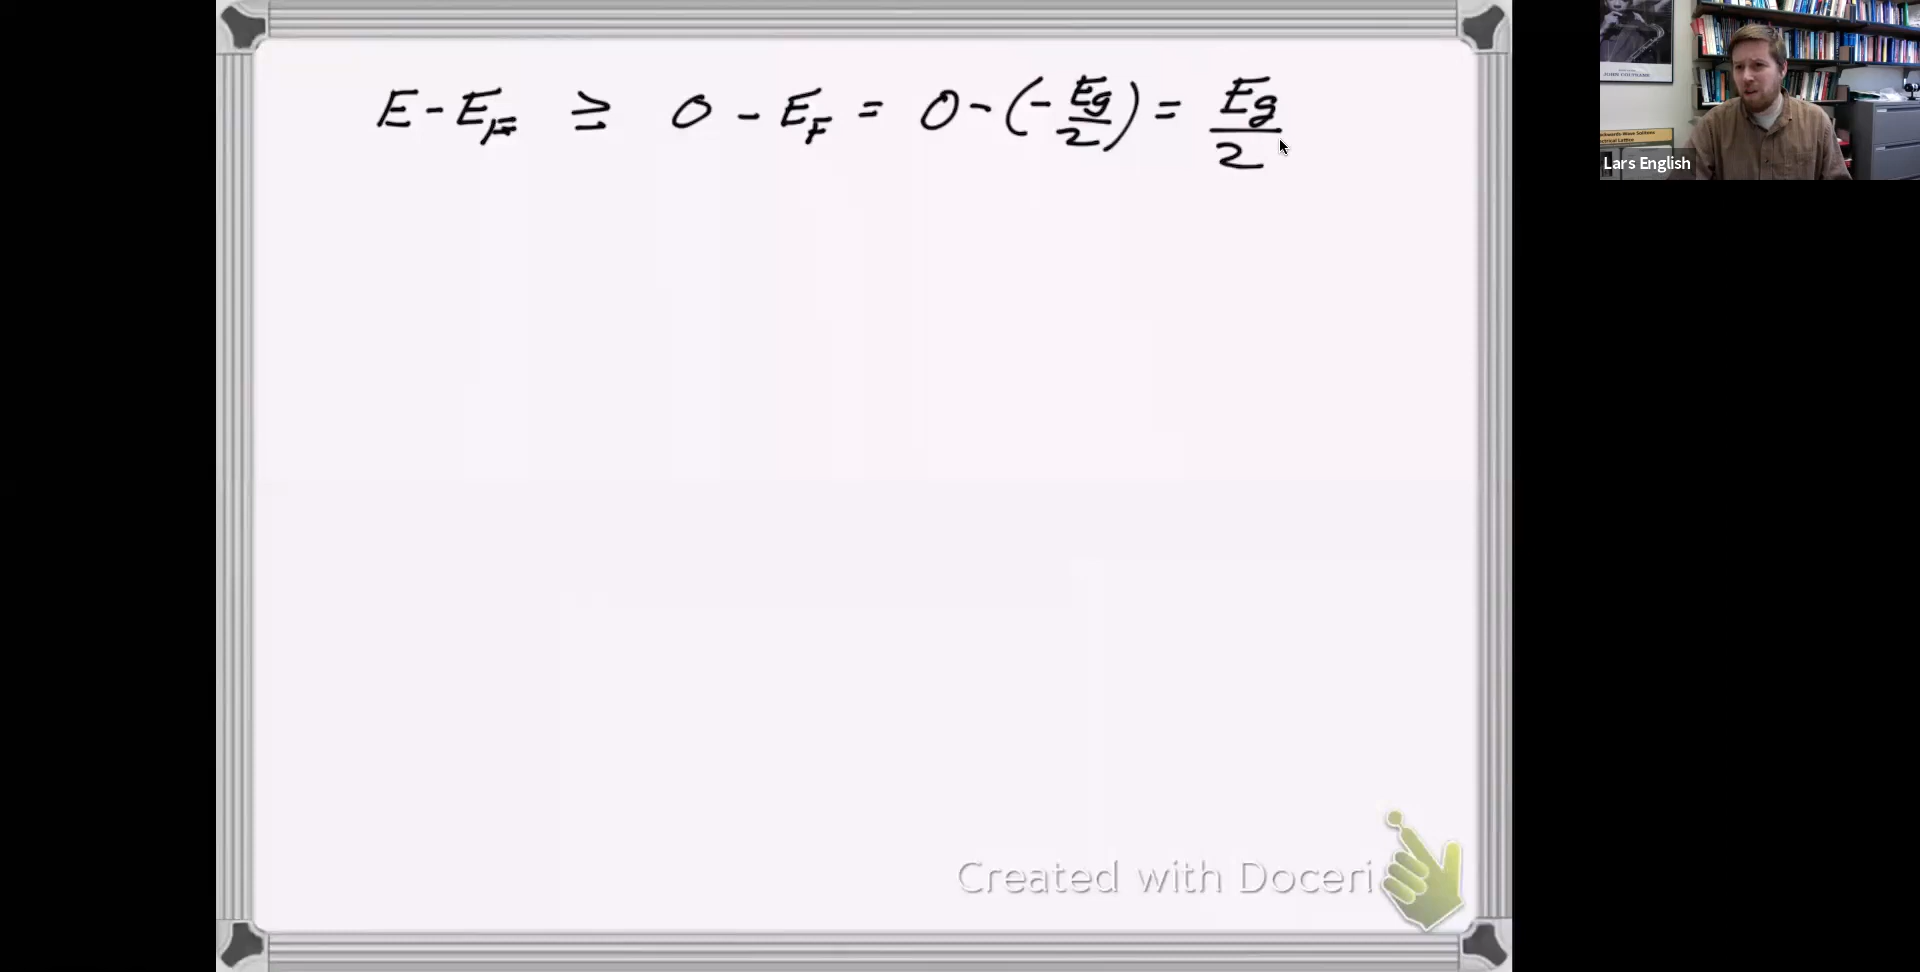 E - E_F ≥ 0 - E_F = 0 - (- Eg/2) = Eg/2
Lars English
Created with Doceri